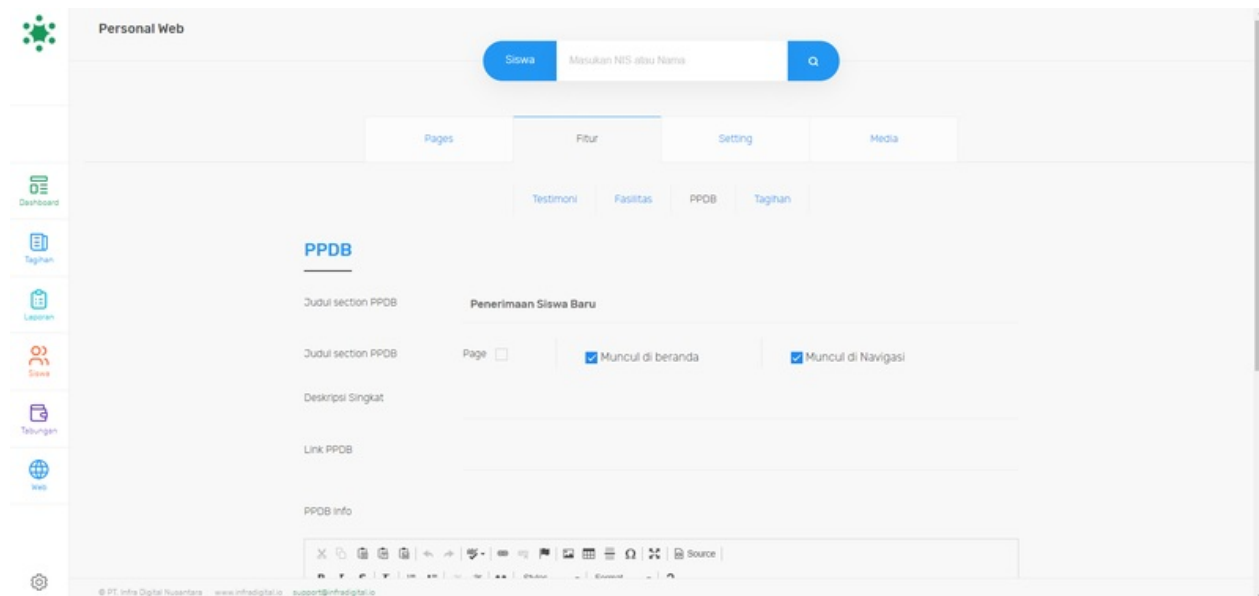 Personal Web
Siswa Masukan NIS atau Nama
Pages Fitur Setting Media
Testimoni Fasilitas PPDB Tagihan
Dashboard
Tagihan
Laporan
Siswa
Tabungan
Web
PPDB
Judul section PPDB Penerimaan Siswa Baru
Judul section PPDB Page Muncul di beranda Muncul di Navigasi
Deskripsi Singkat
Link PPDB
PPDB Info
Source
B I S Styles Format ?
© PT. Infra Digital Nusantara www.infradigital.io support@infradigital.io